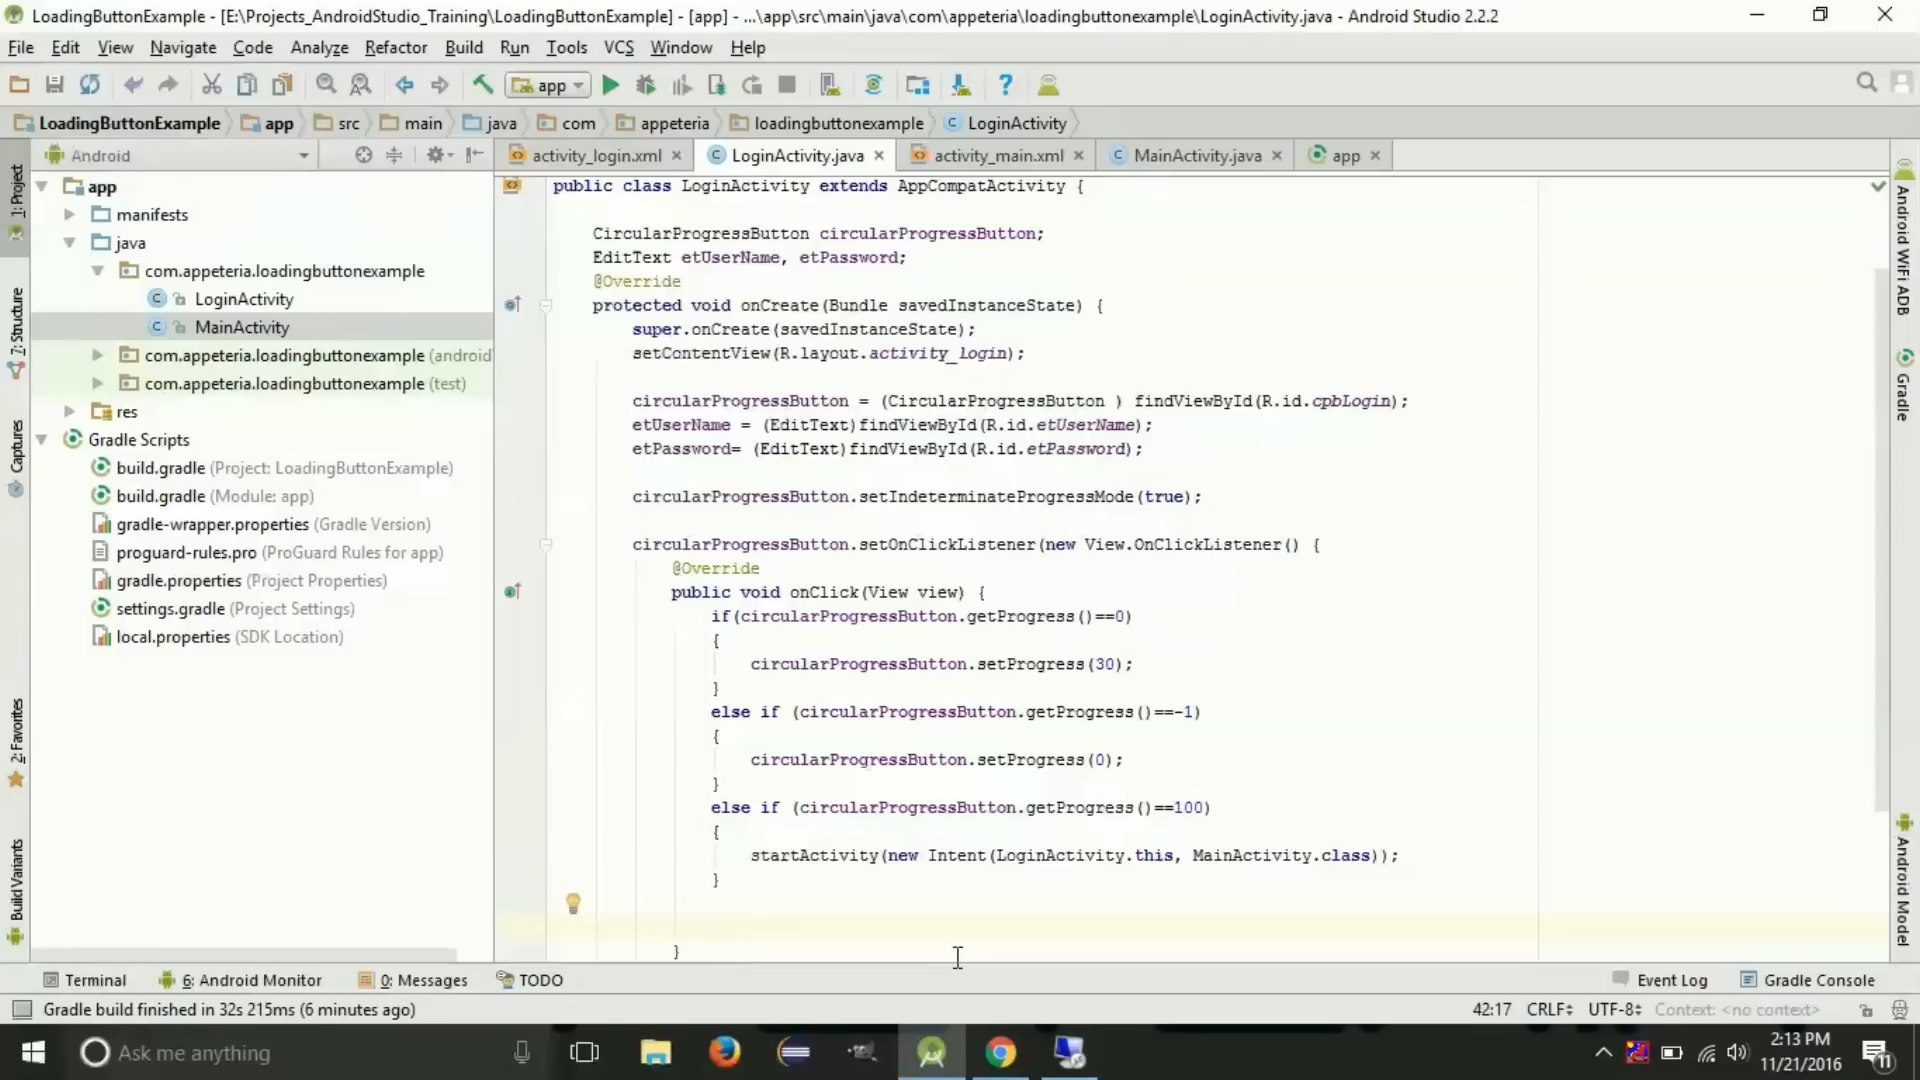 LoadingButtonExample - [E:\Projects_AndroidStudio_Training\LoadingButtonExample] - [app] - ...\app\src\main\java\com\appeteria\loadingbuttonexample\LoginActivity.java - Android Studio 2.2.2
File Edit View Navigate Code Analyze Refactor Build Run Tools VCS Window Help
app
LoadingButtonExample app src main java com appeteria loadingbuttonexample LoginActivity
Android
activity_login.xml LoginActivity.java activity_main.xml MainActivity.java app
1: Project
7: Structure
Captures
2: Favorites
Build Variants
app
manifests
java
com.appeteria.loadingbuttonexample
LoginActivity
MainActivity
com.appeteria.loadingbuttonexample (android
com.appeteria.loadingbuttonexample (test)
res
Gradle Scripts
build.gradle (Project: LoadingButtonExample)
build.gradle (Module: app)
gradle-wrapper.properties (Gradle Version)
proguard-rules.pro (ProGuard Rules for app)
gradle.properties (Project Properties)
settings.gradle (Project Settings)
local.properties (SDK Location)
public class LoginActivity extends AppCompatActivity {
CircularProgressButton circularProgressButton;
EditText etUserName, etPassword;
@Override
protected void onCreate(Bundle savedInstanceState) {
super.onCreate(savedInstanceState);
setContentView(R.layout.activity_login);
circularProgressButton = (CircularProgressButton ) findViewById(R.id.cpbLogin);
etUserName = (EditText)findViewById(R.id.etUserName);
etPassword= (EditText)findViewById(R.id.etPassword);
circularProgressButton.setIndeterminateProgressMode(true);
circularProgressButton.setOnClickListener(new View.OnClickListener() {
@Override
public void onClick(View view) {
if(circularProgressButton.getProgress()==0)
{
circularProgressButton.setProgress(30);
}
else if (circularProgressButton.getProgress()==-1)
{
circularProgressButton.setProgress(0);
}
else if (circularProgressButton.getProgress()==100)
{
startActivity(new Intent(LoginActivity.this, MainActivity.class));
}
}
Android WiFi ADB
Gradle
Android Model
Terminal 6: Android Monitor 0: Messages TODO Event Log Gradle Console
Gradle build finished in 32s 215ms (6 minutes ago) 42:17 CRLF UTF-8 Context: <no context>
Ask me anything
2:13 PM
11/21/2016
11